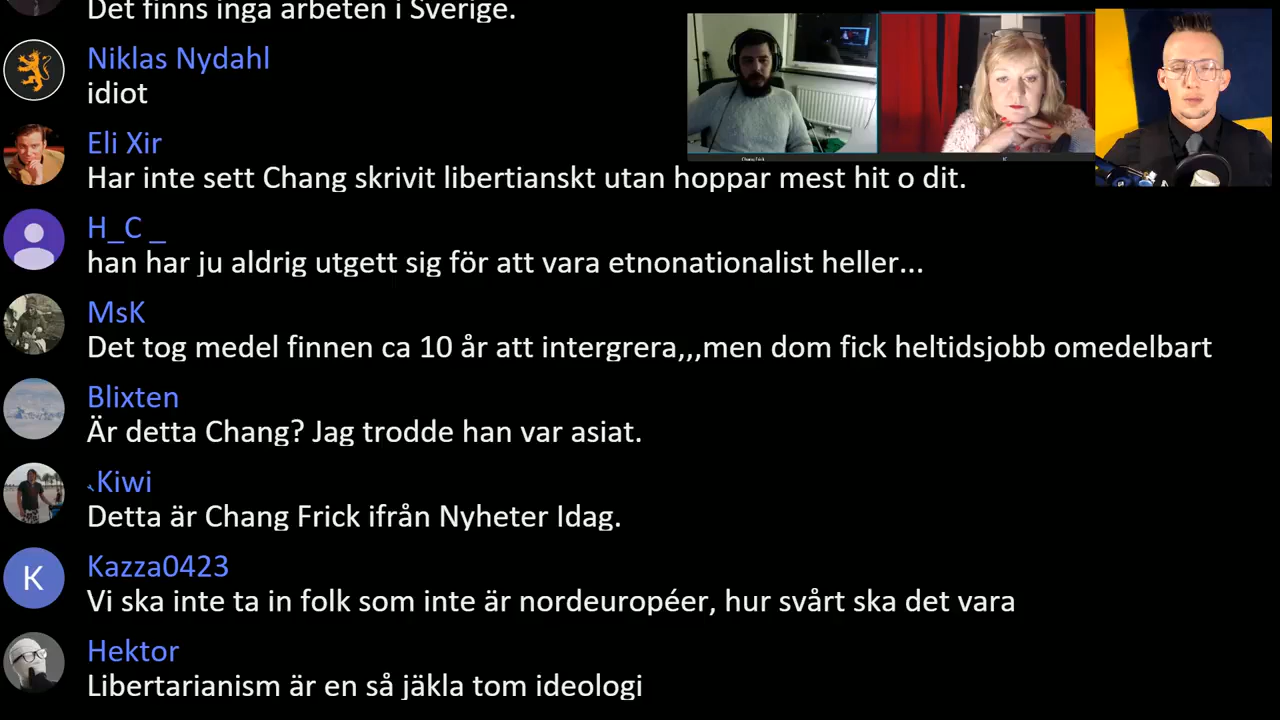 Det finns inga arbeten i Sverige.
Niklas Nydahl
idiot
Eli Xir
Har inte sett Chang skrivit libertianskt utan hoppar mest hit o dit.
H_C _
han har ju aldrig utgett sig för att vara etnonationalist heller...
MsK
Det tog medel finnen ca 10 år att intergrera,,,men dom fick heltidsjobb omedelbart
Blixten
Är detta Chang? Jag trodde han var asiat.
Kiwi
Detta är Chang Frick ifrån Nyheter Idag.
K
Kazza0423
Vi ska inte ta in folk som inte är nordeuropéer, hur svårt ska det vara
Hektor
Libertarianism är en så jäkla tom ideologi